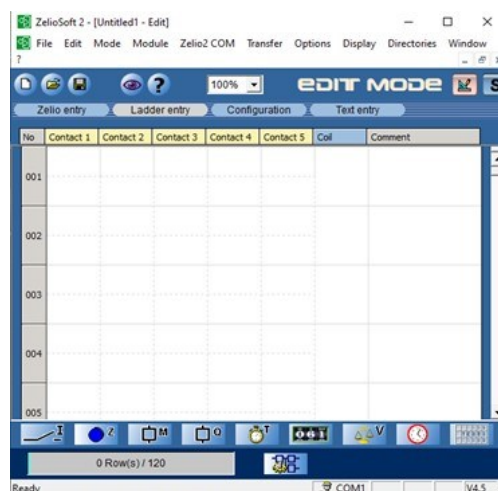 ZelioSoft 2 - [Untitled1 - Edit]
File Edit Mode Module Zelio2 COM Transfer Options Display Directories Window
?
? 100% EDIT MODE S
Zelio entry Ladder entry Configuration Text entry
No Contact 1 Contact 2 Contact 3 Contact 4 Contact 5 Coil Comment
001
002
003
004
005
I Z M Q T V
0 Row(s) / 120
Ready COM1 V4.5